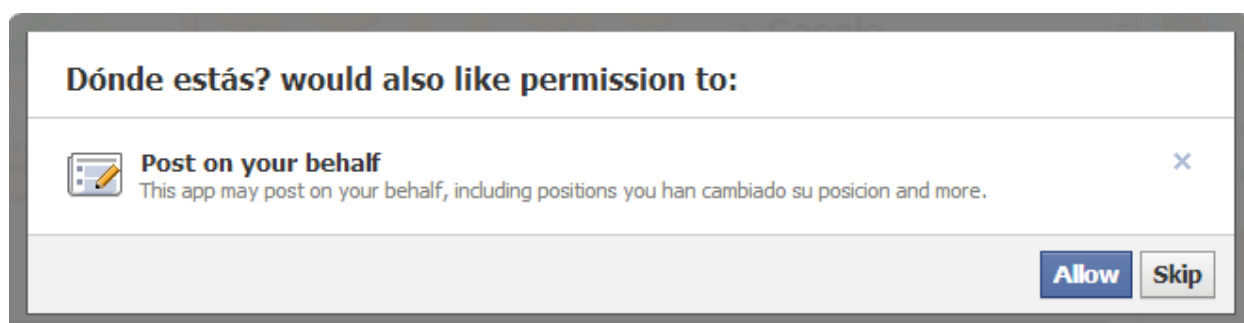 Dónde estás? would also like permission to:
Post on your behalf
This app may post on your behalf, including positions you han cambiado su posicion and more.
Allow Skip